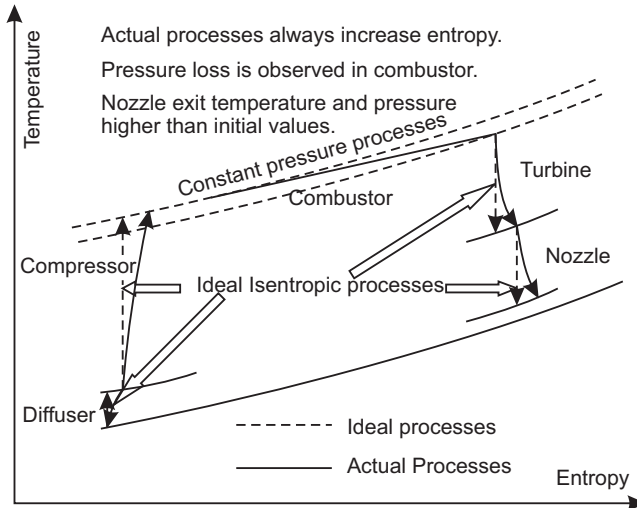 Temperature
Actual processes always increase entropy.
Pressure loss is observed in combustor.
Nozzle exit temperature and pressure
higher than initial values.
Constant pressure processes
Combustor
Turbine
Compressor
Ideal Isentropic processes
Nozzle
Diffuser
Ideal processes
Actual Processes
Entropy